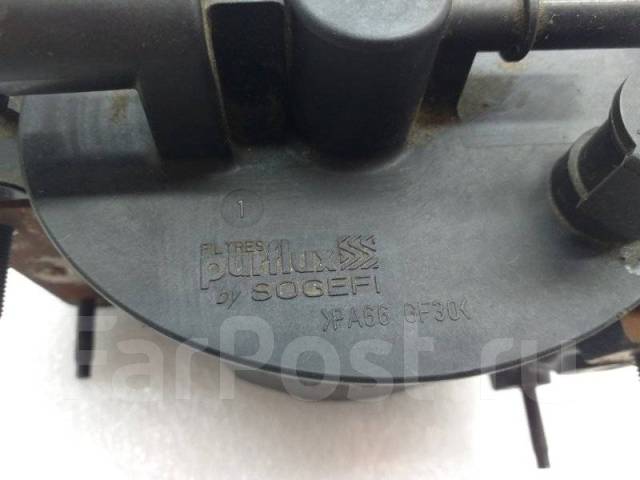 1
FILTRES
purflux
by SOGEFI
>PA66 GF30<
FarPost.ru